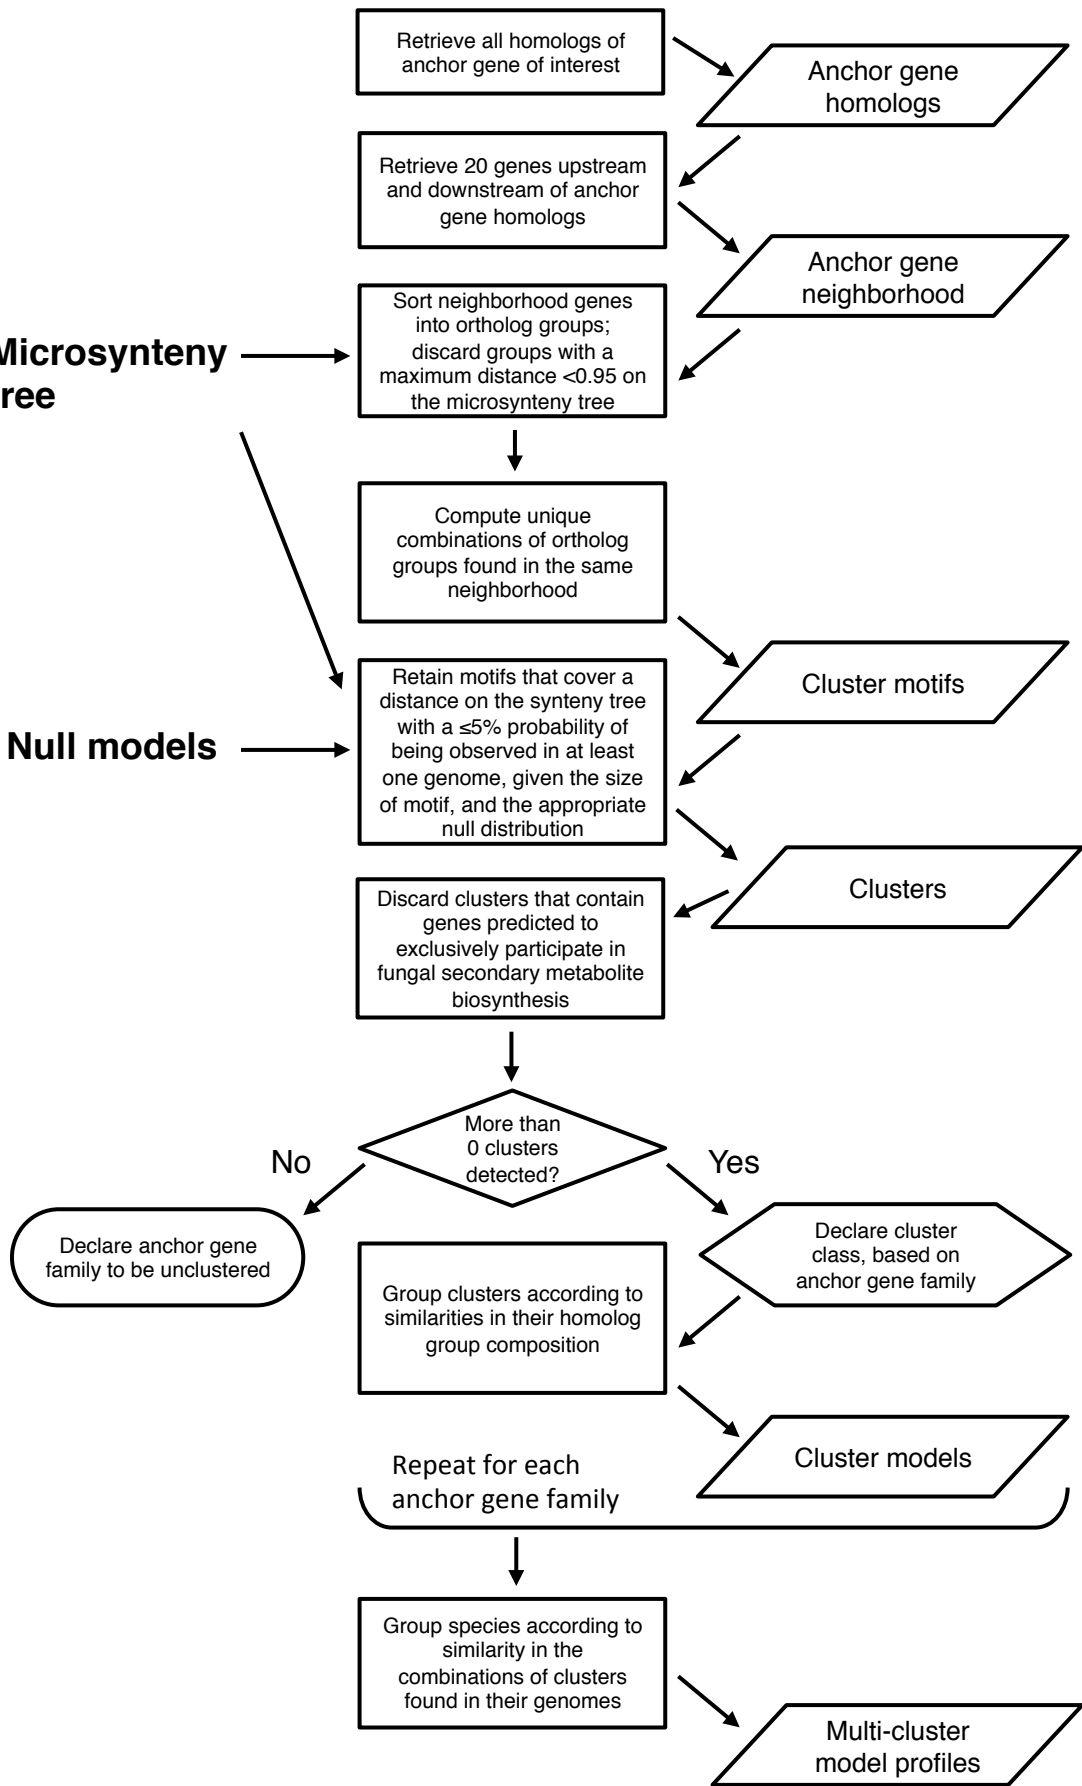 Retrieve all homologs of
anchor gene of interest
Anchor gene
homologs
Retrieve 20 genes upstream
and downstream of anchor
gene homologs
Anchor gene
neighborhood
Sort neighborhood genes
into ortholog groups;
discard groups with a
maximum distance <0.95 on
the microsynteny tree
Microsynteny
tree
Compute unique
combinations of ortholog
groups found in the same
neighborhood
Cluster motifs
Retain motifs that cover a
distance on the synteny tree
with a ≤5% probability of
being observed in at least
one genome, given the size
of motif, and the appropriate
null distribution
Null models
Clusters
Discard clusters that contain
genes predicted to
exclusively participate in
fungal secondary metabolite
biosynthesis
More than
0 clusters
detected?
No
Yes
Declare anchor gene
family to be unclustered
Declare cluster
class, based on
anchor gene family
Group clusters according to
similarities in their homolog
group composition
Cluster models
Repeat for each
anchor gene family
Group species according to
similarity in the
combinations of clusters
found in their genomes
Multi-cluster
model profiles